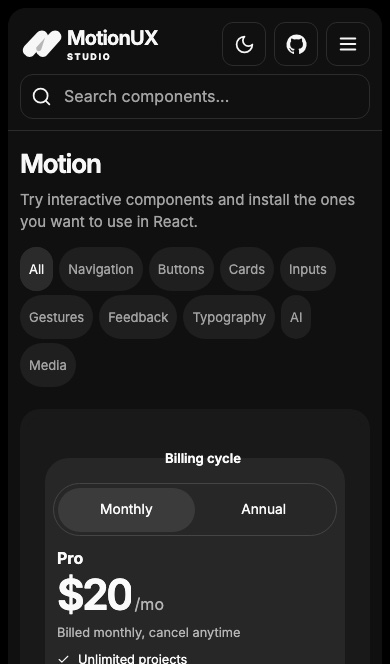 MotionUX
STUDIO
Search components...
Motion
Try interactive components and install the ones
you want to use in React.
All Navigation Buttons Cards Inputs
Gestures Feedback Typography AI
Media
Billing cycle
Monthly Annual
Pro
$20/mo
Billed monthly, cancel anytime
Unlimited projects